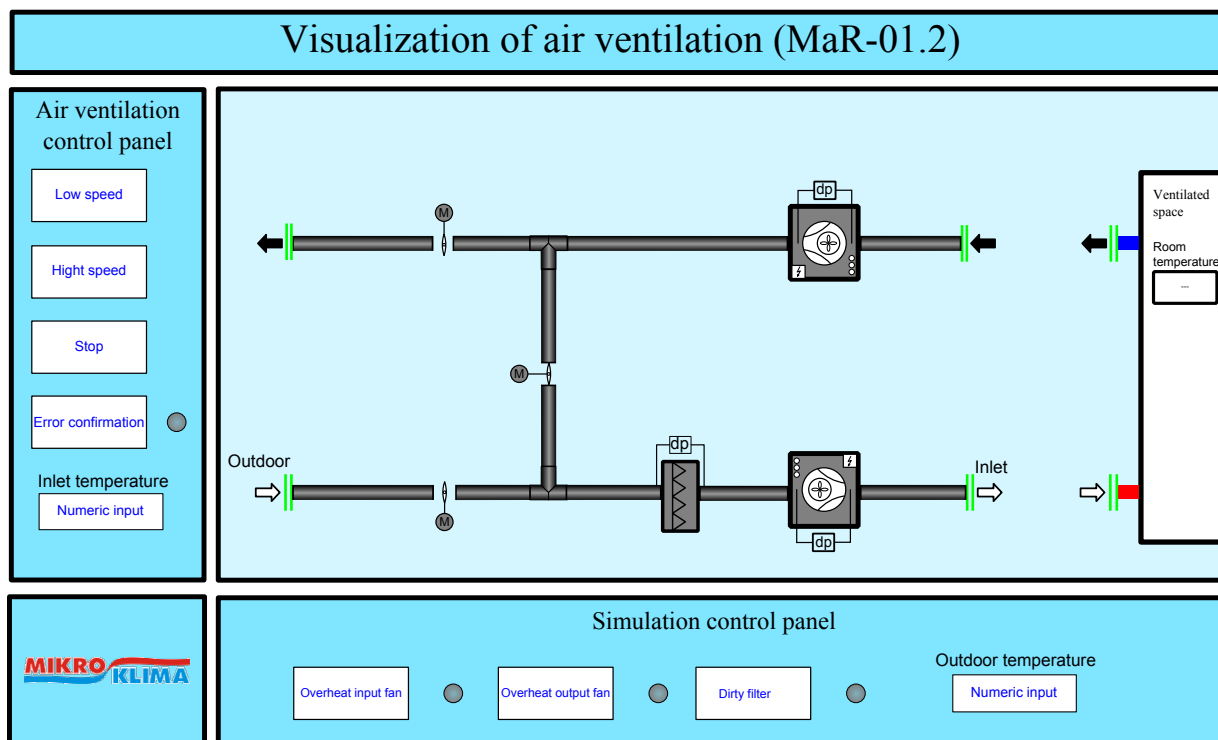 Visualization of air ventilation (MaR-01.2)
Air ventilation
control panel
Low speed
Hight speed
Stop
Error confirmation
Inlet temperature
Numeric input
M
dp
M
Outdoor
M
dp
dp
Inlet
Ventilated
space
Room
temperature
---
MIKRO
KLIMA
Simulation control panel
Overheat input fan
Overheat output fan
Dirty filter
Outdoor temperature
Numeric input